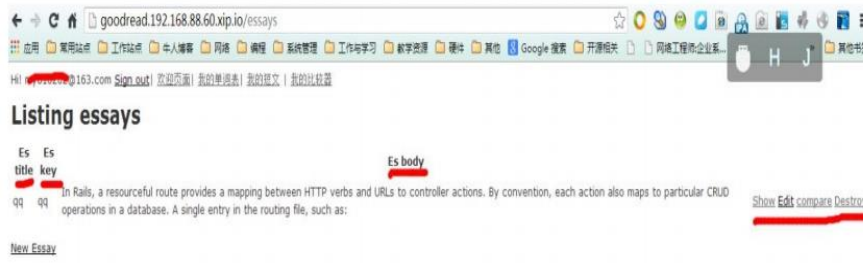 goodread.192.168.88.60.xip.io/essays
应用 常用站点 工作站点 牛人博客 网络 编程 系统管理 工作与学习 教学资源 硬件 其他 Google 搜索 开源相关 网络工程师·企业系... 其他书
H J
@163.com Sign out| 欢迎页面| 我的单词表| 我的短文 | 我的比较器
Listing essays
Es title Es key Es body
qq qq In Rails, a resourceful route provides a mapping between HTTP verbs and URLs to controller actions. By convention, each action also maps to particular CRUD
operations in a database. A single entry in the routing file, such as:
Show Edit compare Destro
New Essay